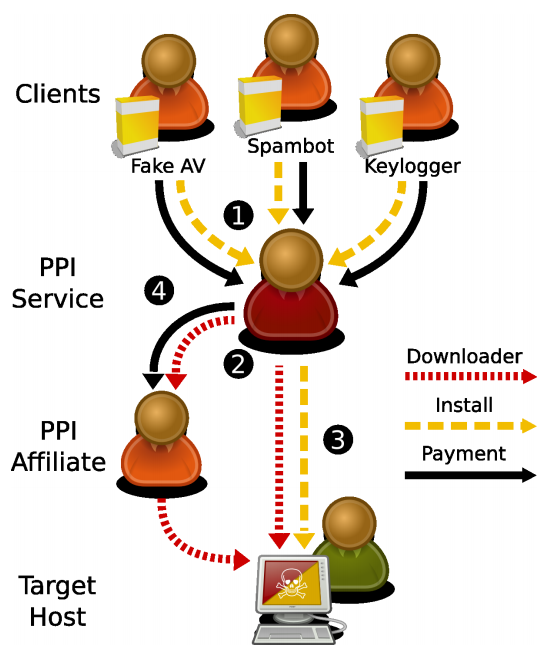 Clients
Fake AV
Spambot
Keylogger
1
PPI
Service
4
2
Downloader
Install
Payment
PPI
Affiliate
3
Target
Host